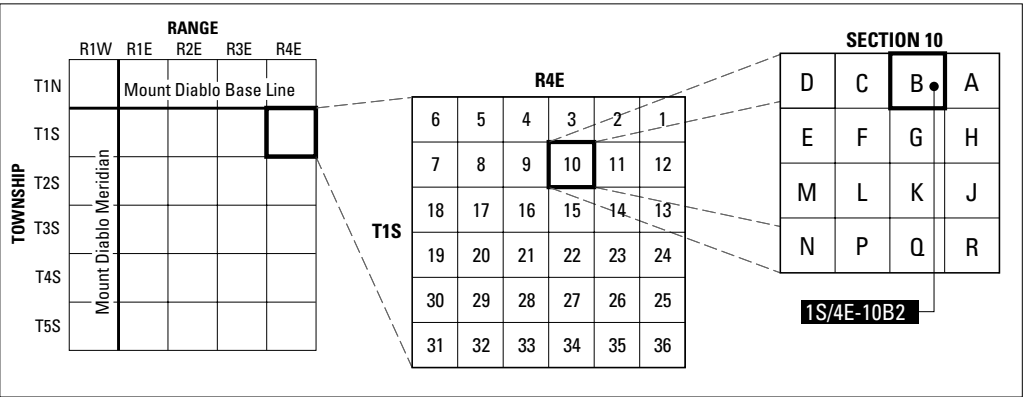 RANGE
R1W R1E R2E R3E R4E
T1N
Mount Diablo Base Line
T1S
T2S
T3S
T4S
T5S
TOWNSHIP
Mount Diablo Meridian
R4E
T1S
6 5 4 3 2 1
7 8 9 10 11 12
18 17 16 15 14 13
19 20 21 22 23 24
30 29 28 27 26 25
31 32 33 34 35 36
SECTION 10
D C B A
E F G H
M L K J
N P Q R
1S/4E-10B2